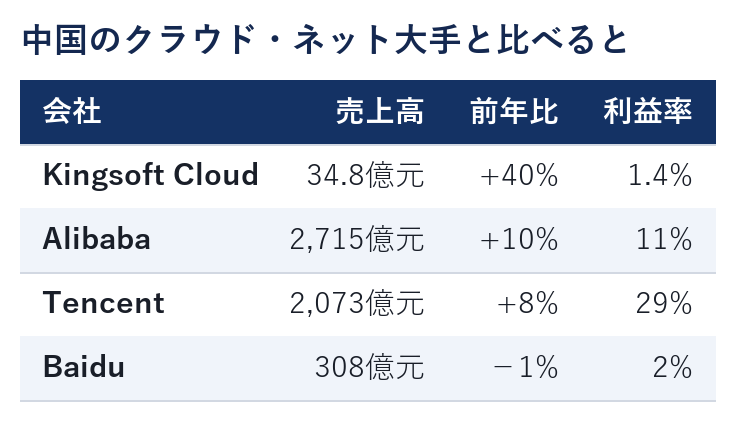 中国のクラウド・ネット大手と比べると
会社 売上高 前年比 利益率
Kingsoft Cloud 34.8億元 +40% 1.4%
Alibaba 2,715億元 +10% 11%
Tencent 2,073億元 +8% 29%
Baidu 308億元 −1% 2%